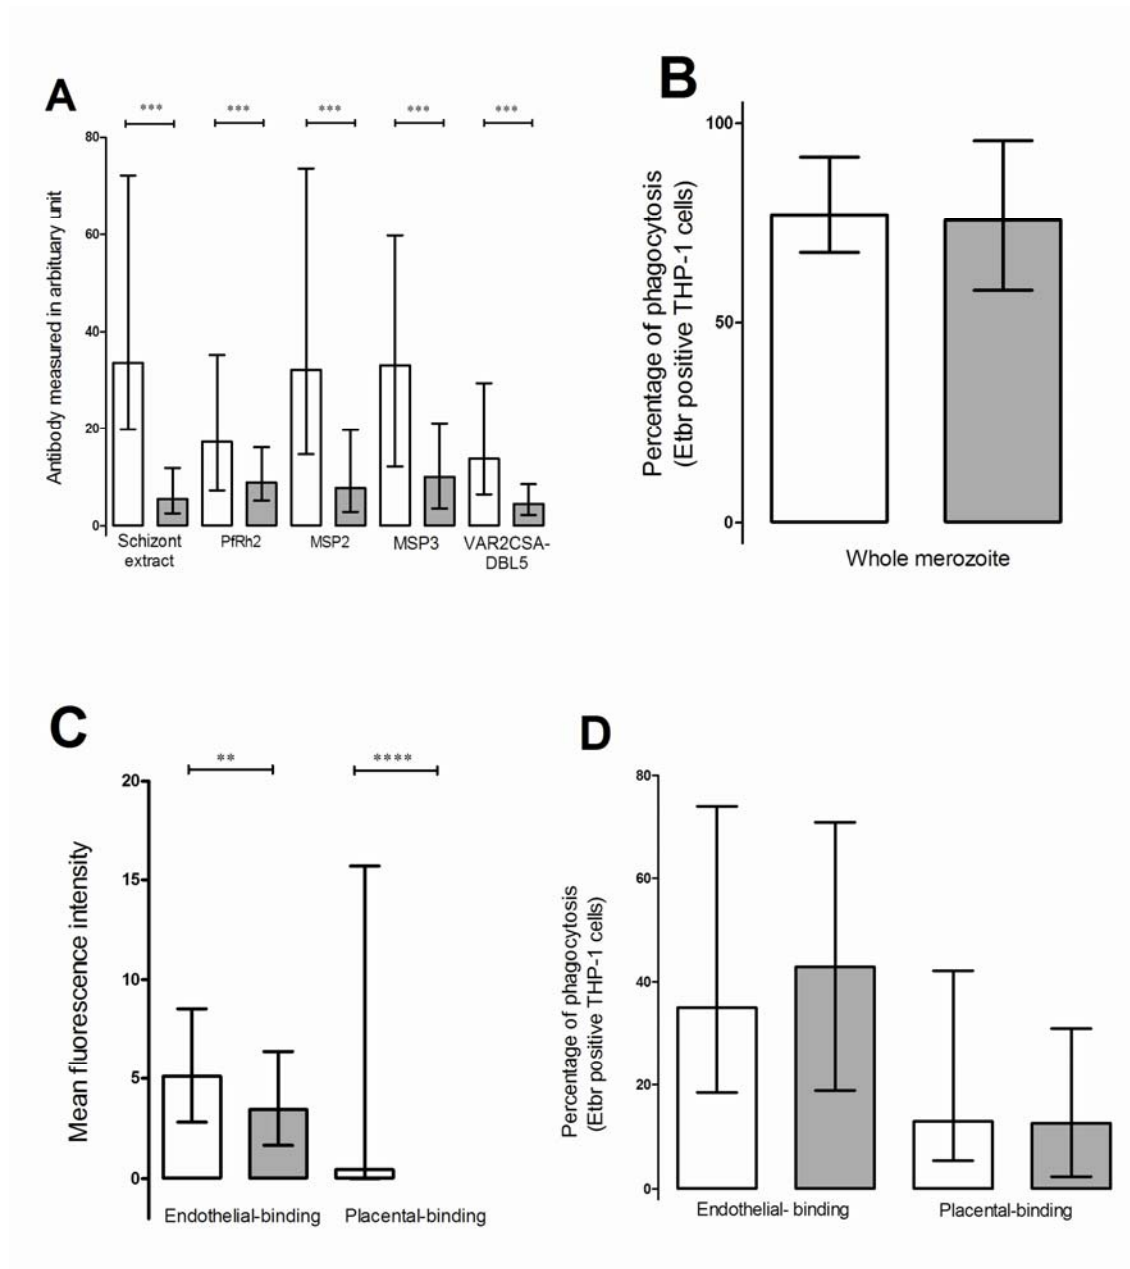 A
***
***
***
***
***
80
60
40
20
0
Antibody measured in arbituary unit
Schizont
extract
PfRh2
MSP2
MSP3
VAR2CSA-
DBL5
B
100
50
0
Percentage of phagocytosis
(Etbr positive THP-1 cells)
Whole merozoite
C
**
****
20
15
10
5
0
Mean fluorescence intensity
Endothelial-binding
Placental-binding
D
80
60
40
20
0
Percentage of phagocytosis
(Etbr positive THP-1 cells)
Endothelial- binding
Placental-binding